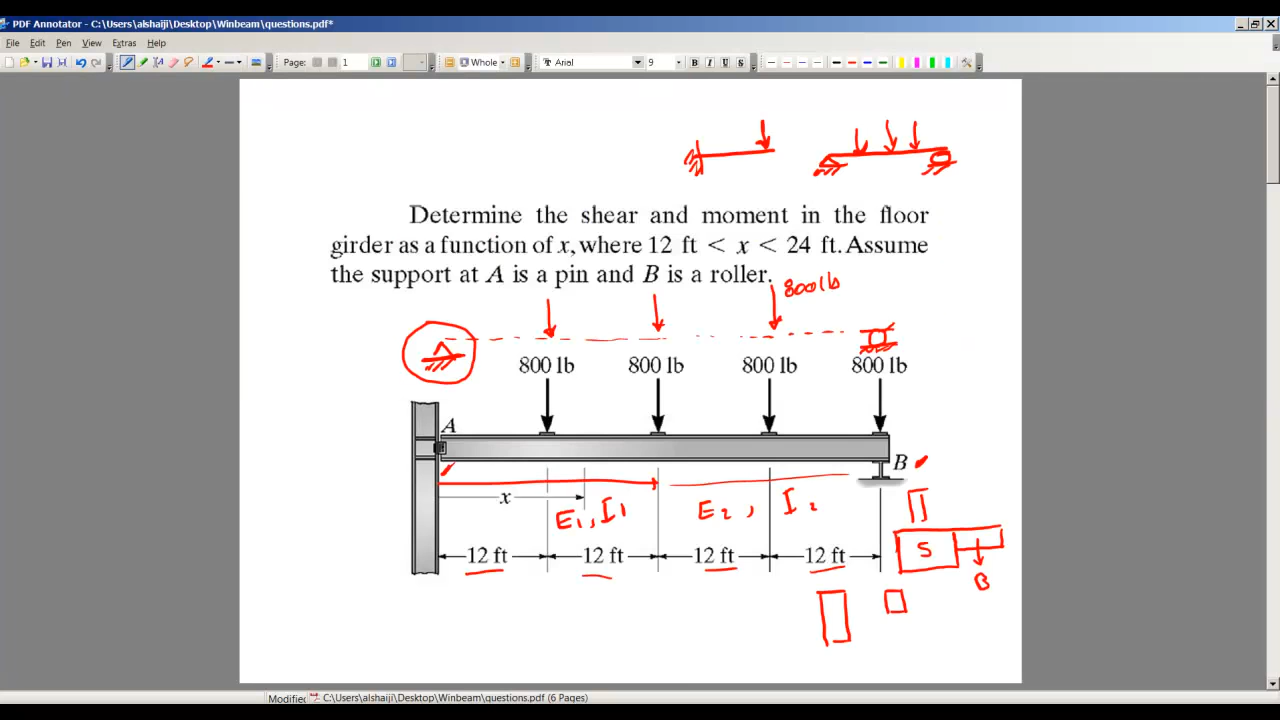 PDF Annotator - C:\Users\alshaiji\Desktop\Winbeam\questions.pdf*
File Edit Pen View Extras Help
Page: 1 Whole Arial 9 B I U S
Determine the shear and moment in the floor
girder as a function of x, where 12 ft < x < 24 ft. Assume
the support at A is a pin and B is a roller.
800 lb
800 lb 800 lb 800 lb 800 lb
A
B
x
E1, I1 E2, I2
S
12 ft 12 ft 12 ft 12 ft
B
Modified C:\Users\alshaiji\Desktop\Winbeam\questions.pdf (6 Pages)